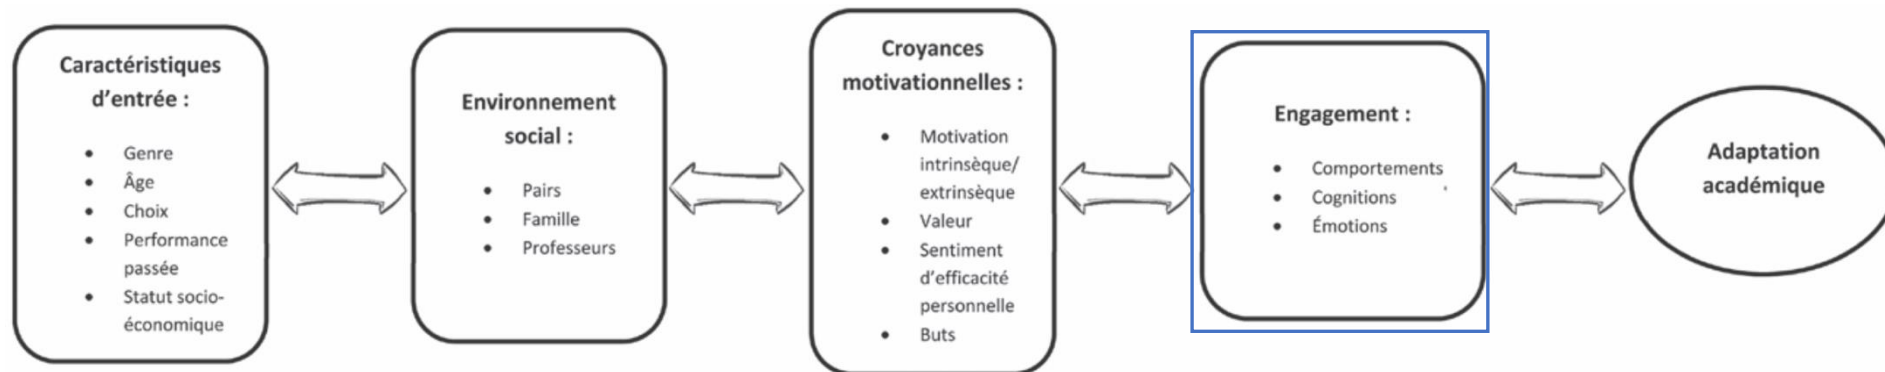 Caractéristiques
d'entrée :
• Genre
• Âge
• Choix
• Performance
passée
• Statut socio-
économique
Environnement
social :
• Pairs
• Famille
• Professeurs
Croyances
motivationnelles :
• Motivation
intrinsèque/
extrinsèque
• Valeur
• Sentiment
d'efficacité
personnelle
• Buts
Engagement :
• Comportements
• Cognitions
• Émotions
Adaptation
académique